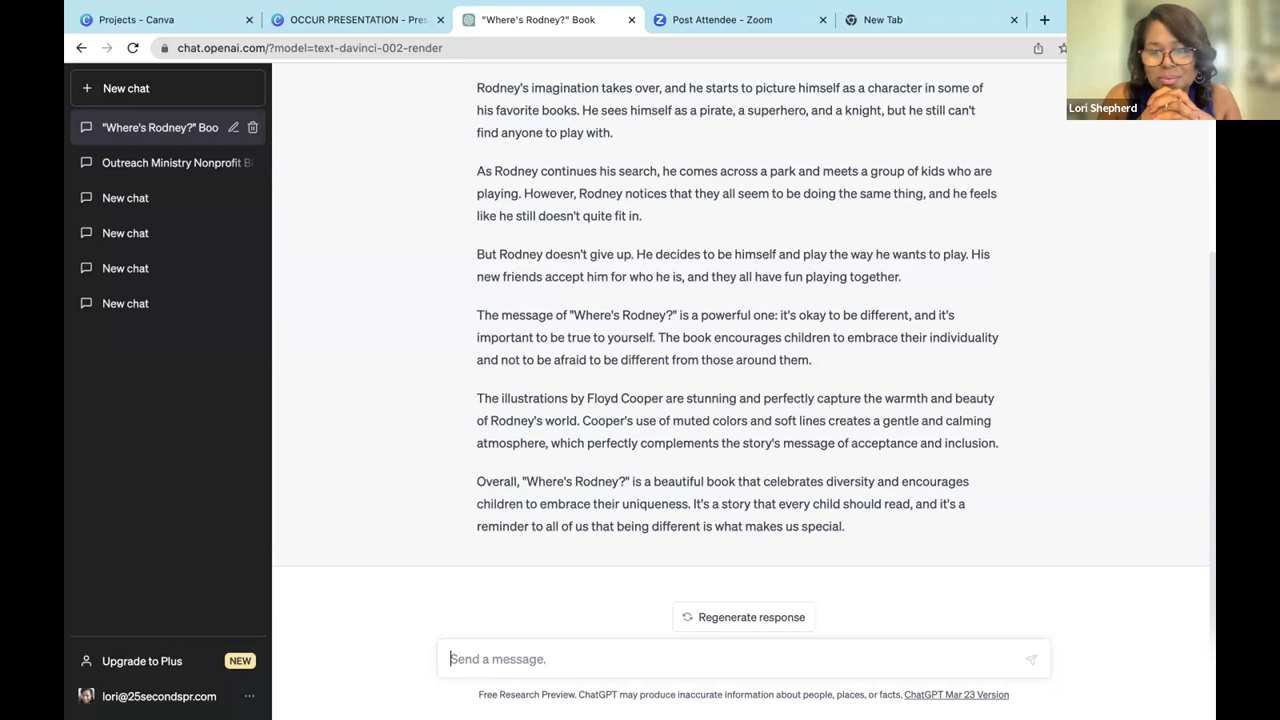 Projects - Canva
OCCUR PRESENTATION - Pres
"Where's Rodney?" Book
Post Attendee - Zoom
New Tab
chat.openai.com/?model=text-davinci-002-render
Lori Shepherd
New chat
"Where's Rodney?" Boo
Outreach Ministry Nonprofit B
New chat
New chat
New chat
New chat
Upgrade to Plus NEW
lori@25secondspr.com
Rodney's imagination takes over, and he starts to picture himself as a character in some of
his favorite books. He sees himself as a pirate, a superhero, and a knight, but he still can't
find anyone to play with.
As Rodney continues his search, he comes across a park and meets a group of kids who are
playing. However, Rodney notices that they all seem to be doing the same thing, and he feels
like he still doesn't quite fit in.
But Rodney doesn't give up. He decides to be himself and play the way he wants to play. His
new friends accept him for who he is, and they all have fun playing together.
The message of "Where's Rodney?" is a powerful one: it's okay to be different, and it's
important to be true to yourself. The book encourages children to embrace their individuality
and not to be afraid to be different from those around them.
The illustrations by Floyd Cooper are stunning and perfectly capture the warmth and beauty
of Rodney's world. Cooper's use of muted colors and soft lines creates a gentle and calming
atmosphere, which perfectly complements the story's message of acceptance and inclusion.
Overall, "Where's Rodney?" is a beautiful book that celebrates diversity and encourages
children to embrace their uniqueness. It's a story that every child should read, and it's a
reminder to all of us that being different is what makes us special.
Regenerate response
Send a message.
Free Research Preview. ChatGPT may produce inaccurate information about people, places, or facts. ChatGPT Mar 23 Version